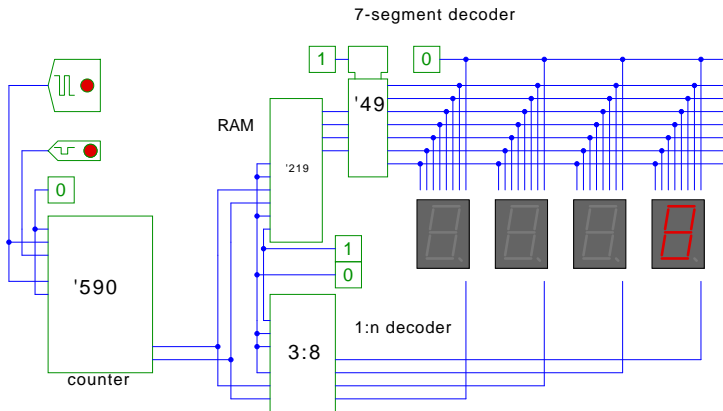 7-segment decoder
1
0
'49
RAM
'219
0
1
0
'590
1:n decoder
3:8
counter